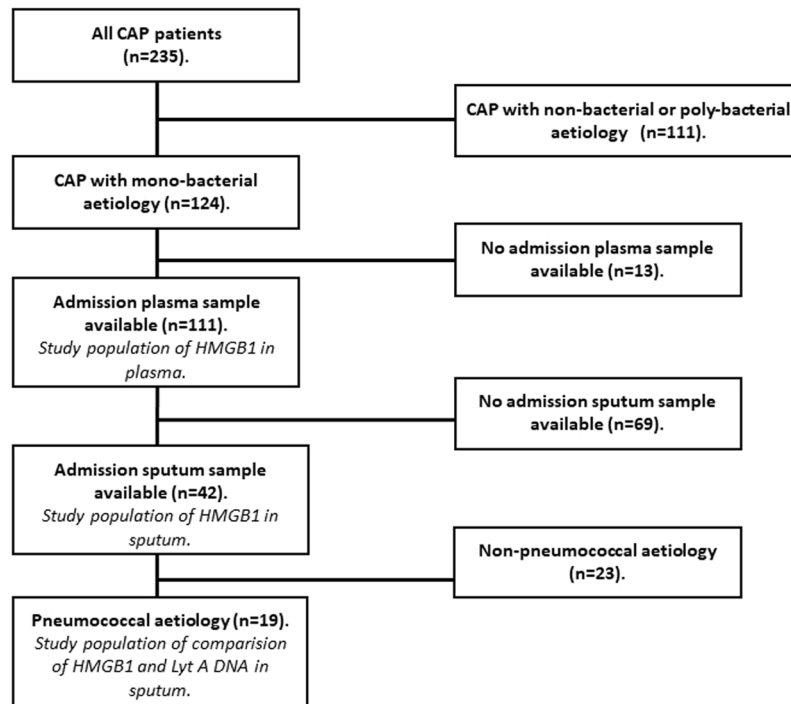 All CAP patients
(n=235).
CAP with non-bacterial or poly-bacterial
aetiology (n=111).
CAP with mono-bacterial
aetiology (n=124).
No admission plasma sample
available (n=13).
Admission plasma sample
available (n=111).
Study population of HMGB1 in
plasma.
No admission sputum sample
available (n=69).
Admission sputum sample
available (n=42).
Study population of HMGB1 in
sputum.
Non-pneumococcal aetiology
(n=23).
Pneumococcal aetiology (n=19).
Study population of comparision
of HMGB1 and Lyt A DNA in
sputum.